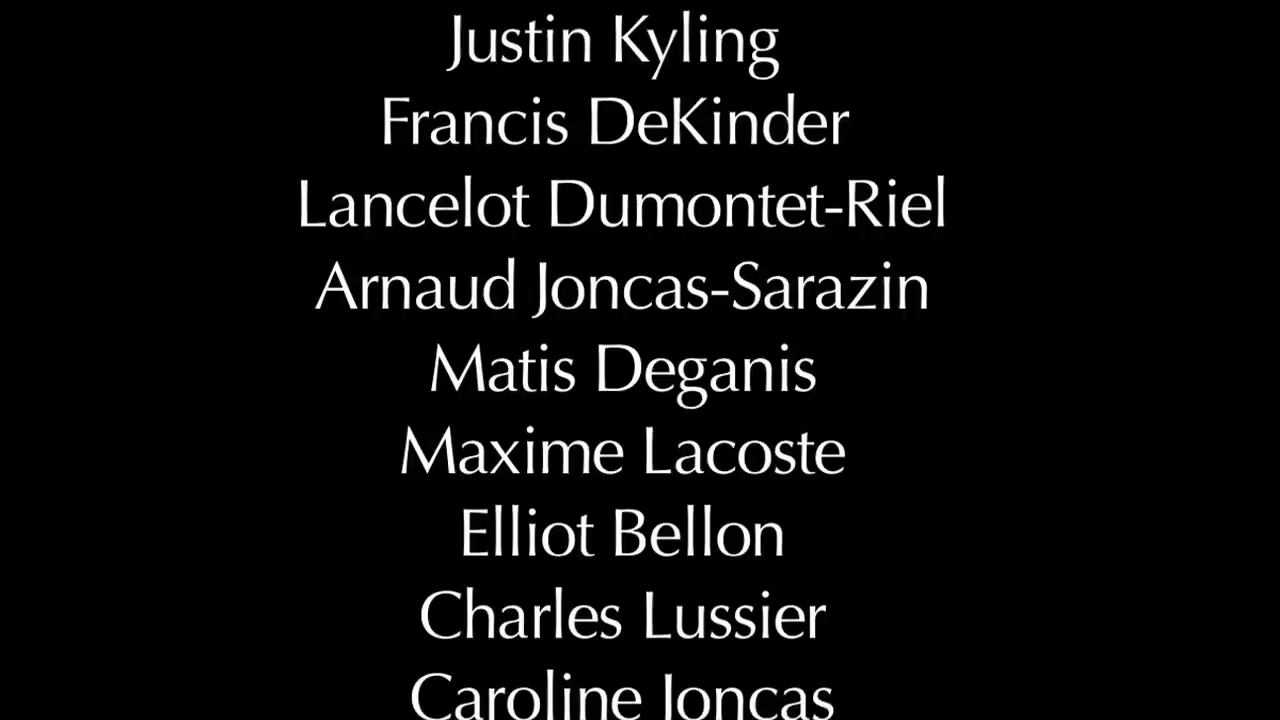 Justin Kyling
Francis DeKinder
Lancelot Dumontet-Riel
Arnaud Joncas-Sarazin
Matis Deganis
Maxime Lacoste
Elliot Bellon
Charles Lussier
Caroline Joncas